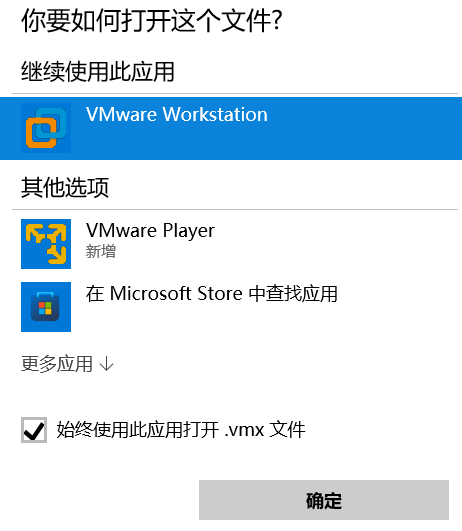 你要如何打开这个文件?
继续使用此应用
VMware Workstation
其他选项
VMware Player
新增
在 Microsoft Store 中查找应用
更多应用 ↓
始终使用此应用打开 .vmx 文件
确定